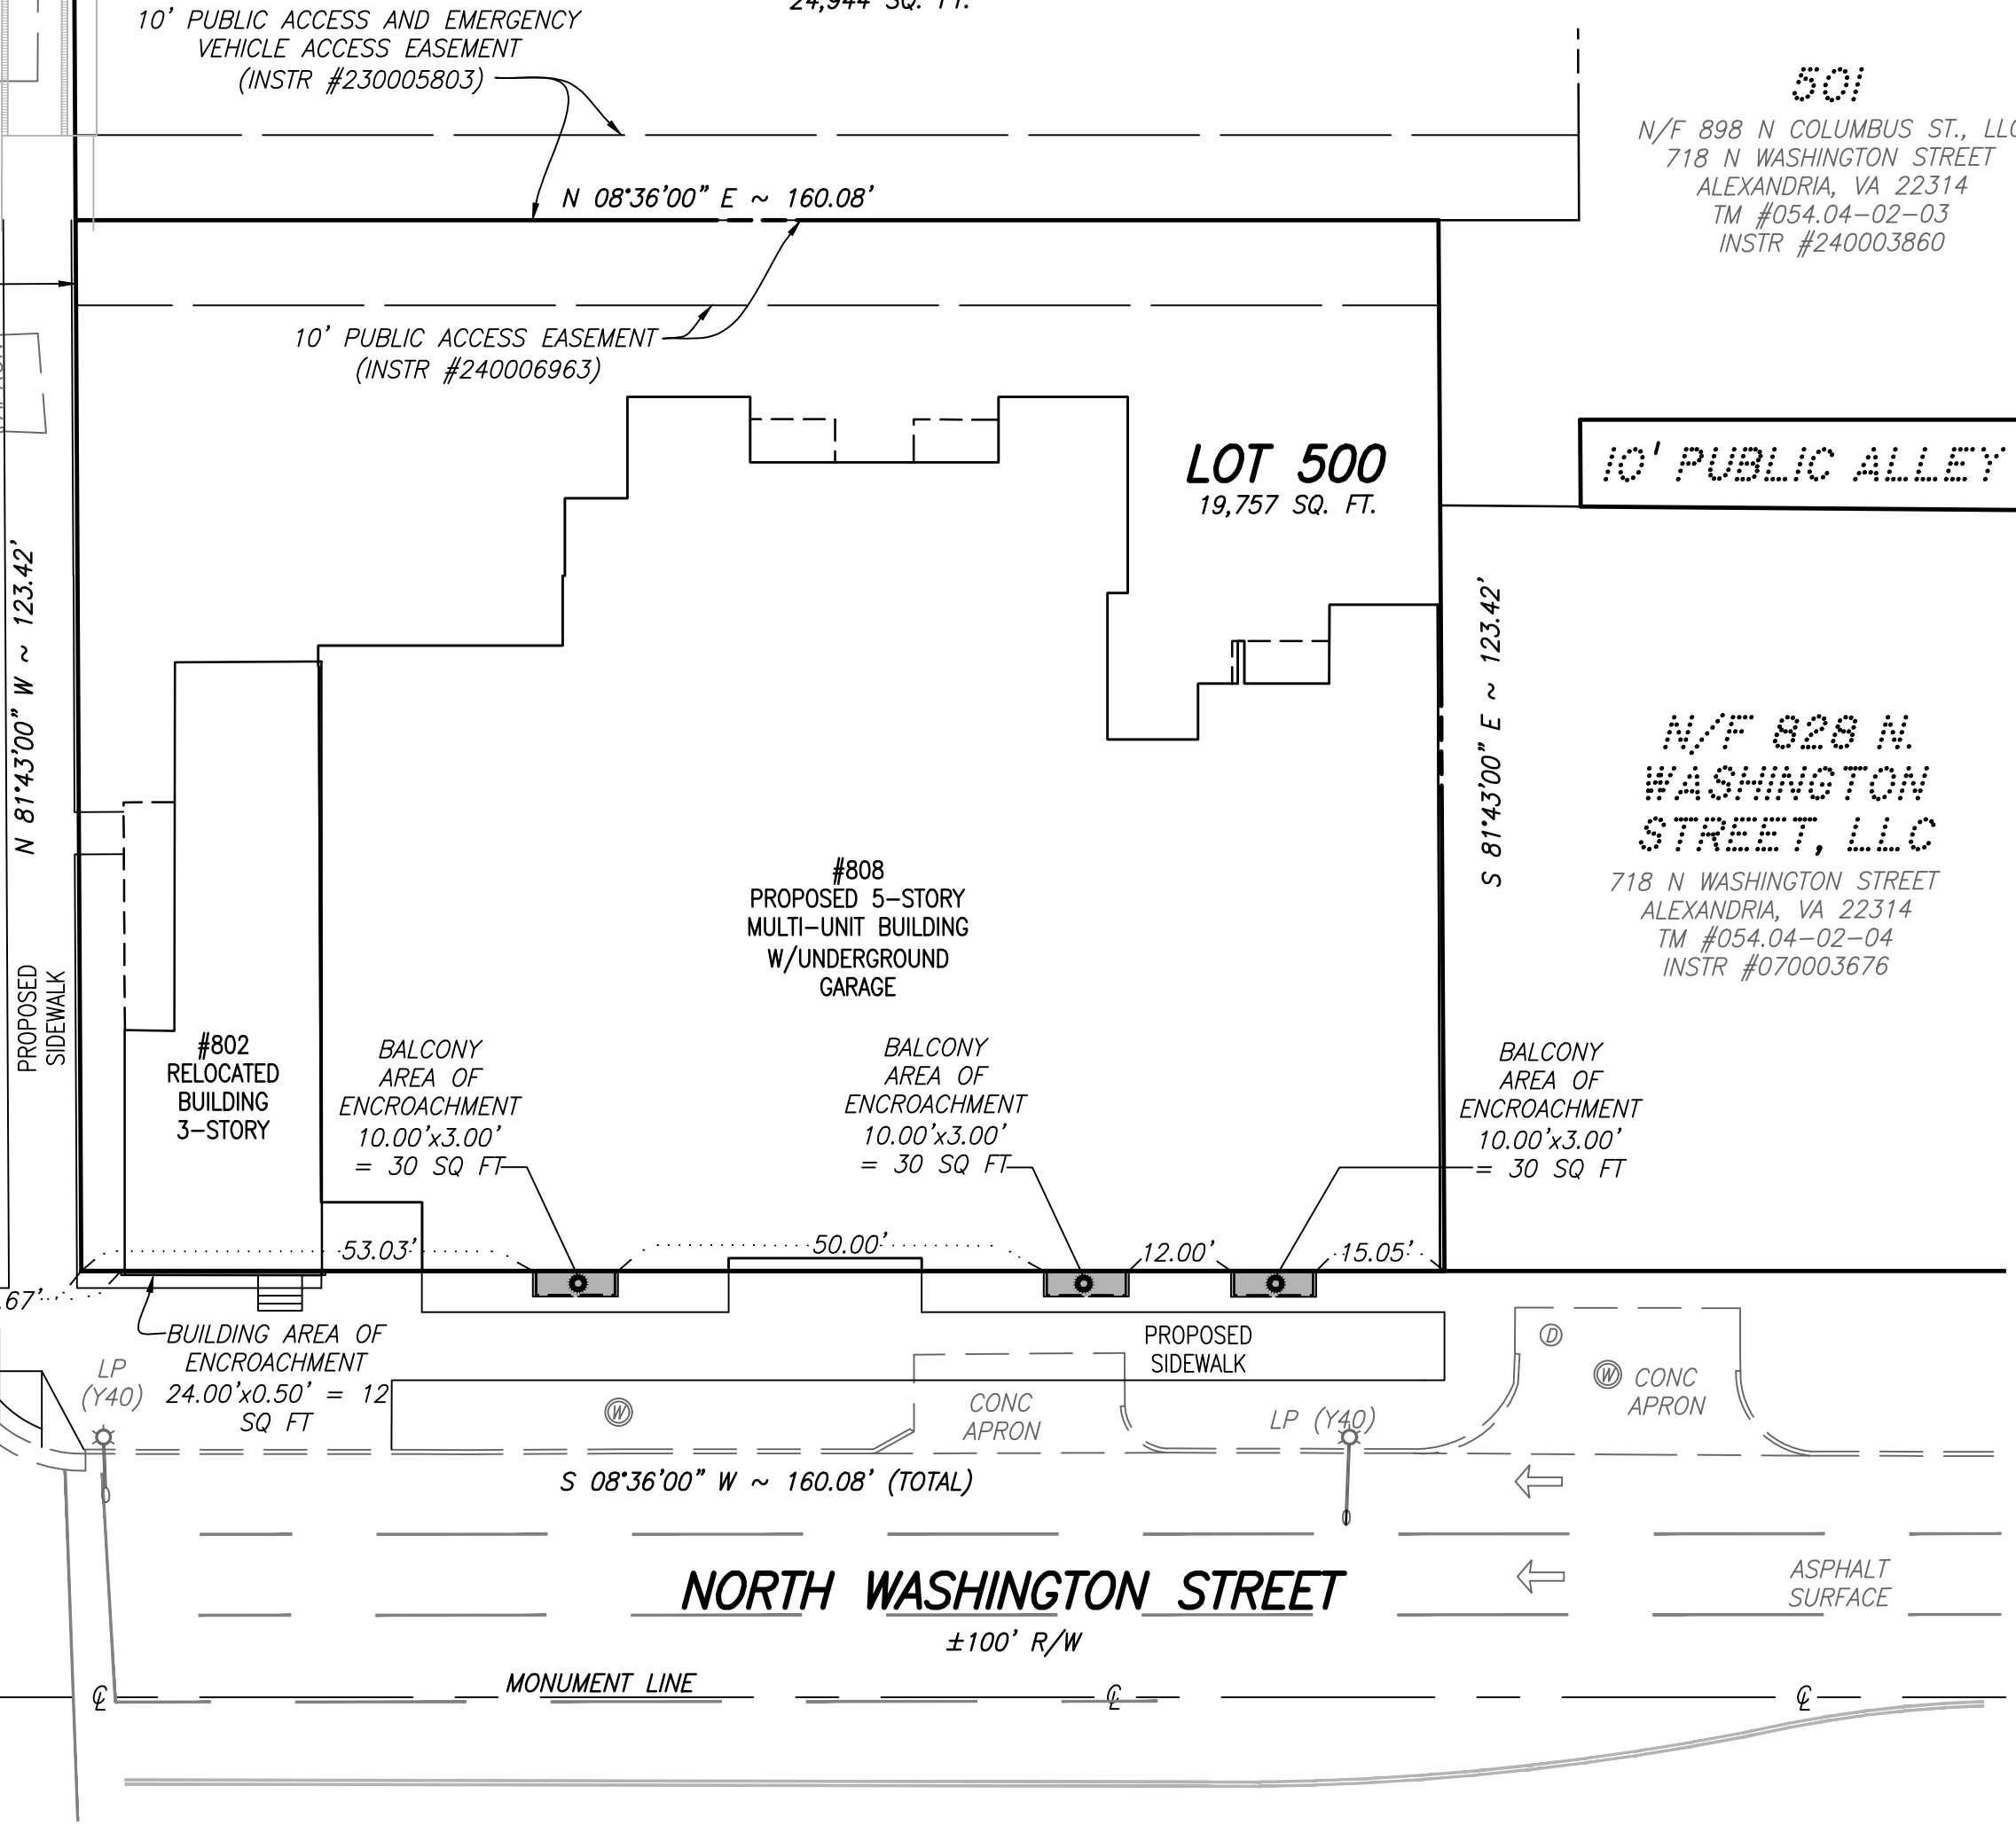 24,944 SQ. FT.
10' PUBLIC ACCESS AND EMERGENCY
VEHICLE ACCESS EASEMENT
(INSTR #230005803)
501
N/F 898 N COLUMBUS ST., LLC
718 N WASHINGTON STREET
ALEXANDRIA, VA 22314
TM #054.04-02-03
INSTR #240003860
N 08°36'00" E ~ 160.08'
10' PUBLIC ACCESS EASEMENT
(INSTR #240006963)
LOT 500
19,757 SQ. FT.
10' PUBLIC ALLEY
N 81°43'00" W ~ 123.42'
S 81°43'00" E ~ 123.42'
N/F 828 N.
WASHINGTON
STREET, LLC
718 N WASHINGTON STREET
ALEXANDRIA, VA 22314
TM #054.04-02-04
INSTR #070003676
#808
PROPOSED 5-STORY
MULTI-UNIT BUILDING
W/UNDERGROUND
GARAGE
PROPOSED
SIDEWALK
#802
RELOCATED
BUILDING
3-STORY
BALCONY
AREA OF
ENCROACHMENT
10.00'x3.00'
= 30 SQ FT
BALCONY
AREA OF
ENCROACHMENT
10.00'x3.00'
= 30 SQ FT
BALCONY
AREA OF
ENCROACHMENT
10.00'x3.00'
= 30 SQ FT
53.03'
50.00'
12.00'
15.05'
.67'
BUILDING AREA OF
ENCROACHMENT
24.00'x0.50' = 12
SQ FT
LP
(Y40)
W
CONC
APRON
PROPOSED
SIDEWALK
LP (Y40)
D
W
CONC
APRON
S 08°36'00" W ~ 160.08' (TOTAL)
NORTH WASHINGTON STREET
±100' R/W
ASPHALT
SURFACE
MONUMENT LINE
℄
℄
℄